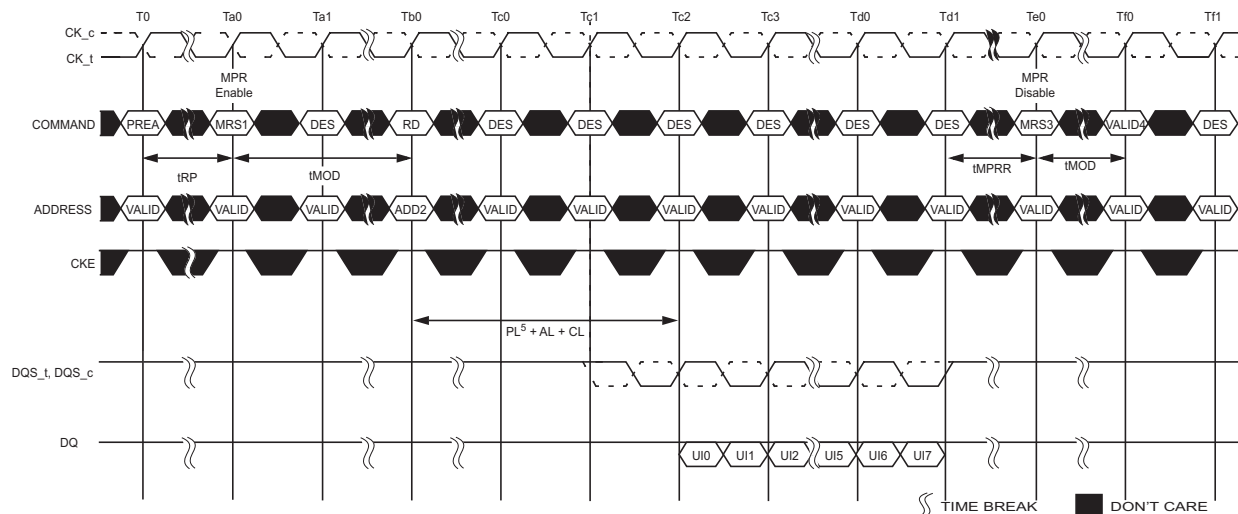 T0 Ta0 Ta1 Tb0 Tc0 Tc1 Tc2 Tc3 Td0 Td1 Te0 Tf0 Tf1
CK_c
CK_t
MPR Enable
MPR Disable
COMMAND PREA MRS1 DES RD DES DES DES DES DES DES MRS3 VALID4 DES
tRP tMOD tMPRR tMOD
ADDRESS VALID VALID VALID ADD2 VALID VALID VALID VALID VALID VALID VALID VALID VALID
CKE
PL5 + AL + CL
DQS_t, DQS_c
DQ UI0 UI1 UI2 UI5 UI6 UI7
TIME BREAK DON'T CARE